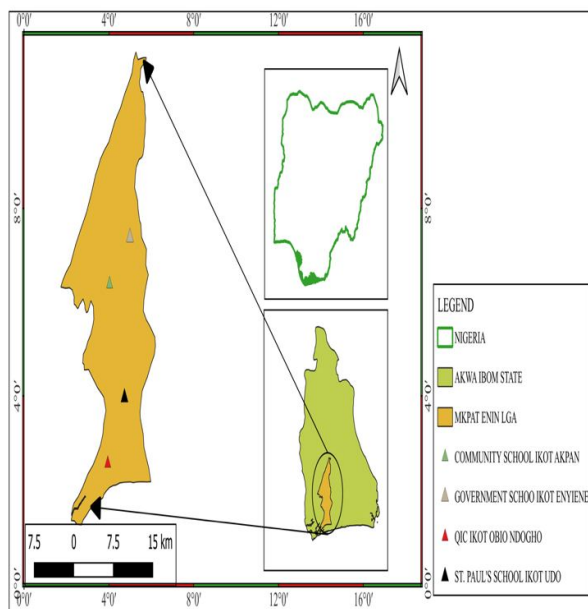 0°0' 4°0' 8°0' 12°0' 16°0'
8°0' 8°0'
4°0' 4°0'
0°0' 0°0'
7.5 0 7.5 15 km
0°0' 4°0' 8°0' 12°0' 16°0'
LEGEND
NIGERIA
AKWA IBOM STATE
MKPAT ENIN LGA
COMMUNITY SCHOOL IKOT AKPAN
GOVERNMENT SCHOO IKOT ENYIENE
QIC IKOT OBIO NDOGHO
ST. PAUL'S SCHOOL IKOT UDO